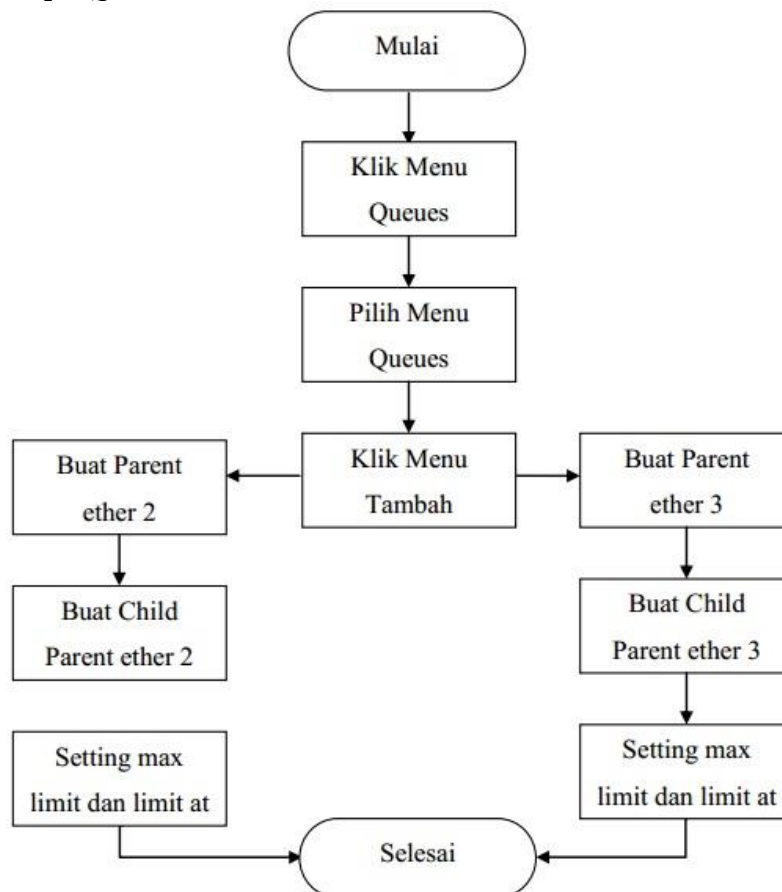 Mulai
Klik Menu
Queues
Pilih Menu
Queues
Klik Menu
Tambah
Buat Parent
ether 2
Buat Parent
ether 3
Buat Child
Parent ether 2
Buat Child
Parent ether 3
Setting max
limit dan limit at
Setting max
limit dan limit at
Selesai